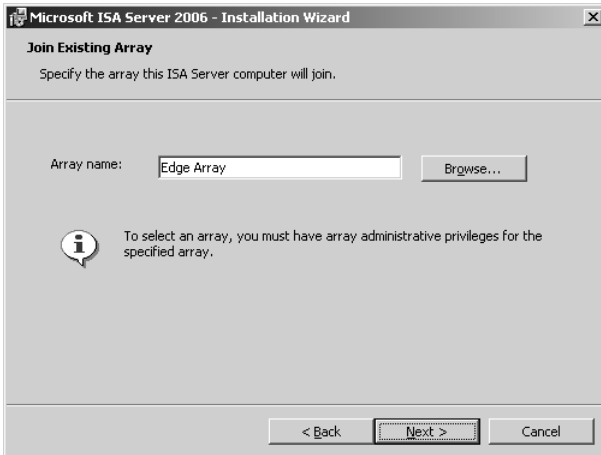 Microsoft ISA Server 2006 - Installation Wizard
Join Existing Array
Specify the array this ISA Server computer will join.
Array name:
Edge Array
Browse...
To select an array, you must have array administrative privileges for the
specified array.
< Back
Next >
Cancel